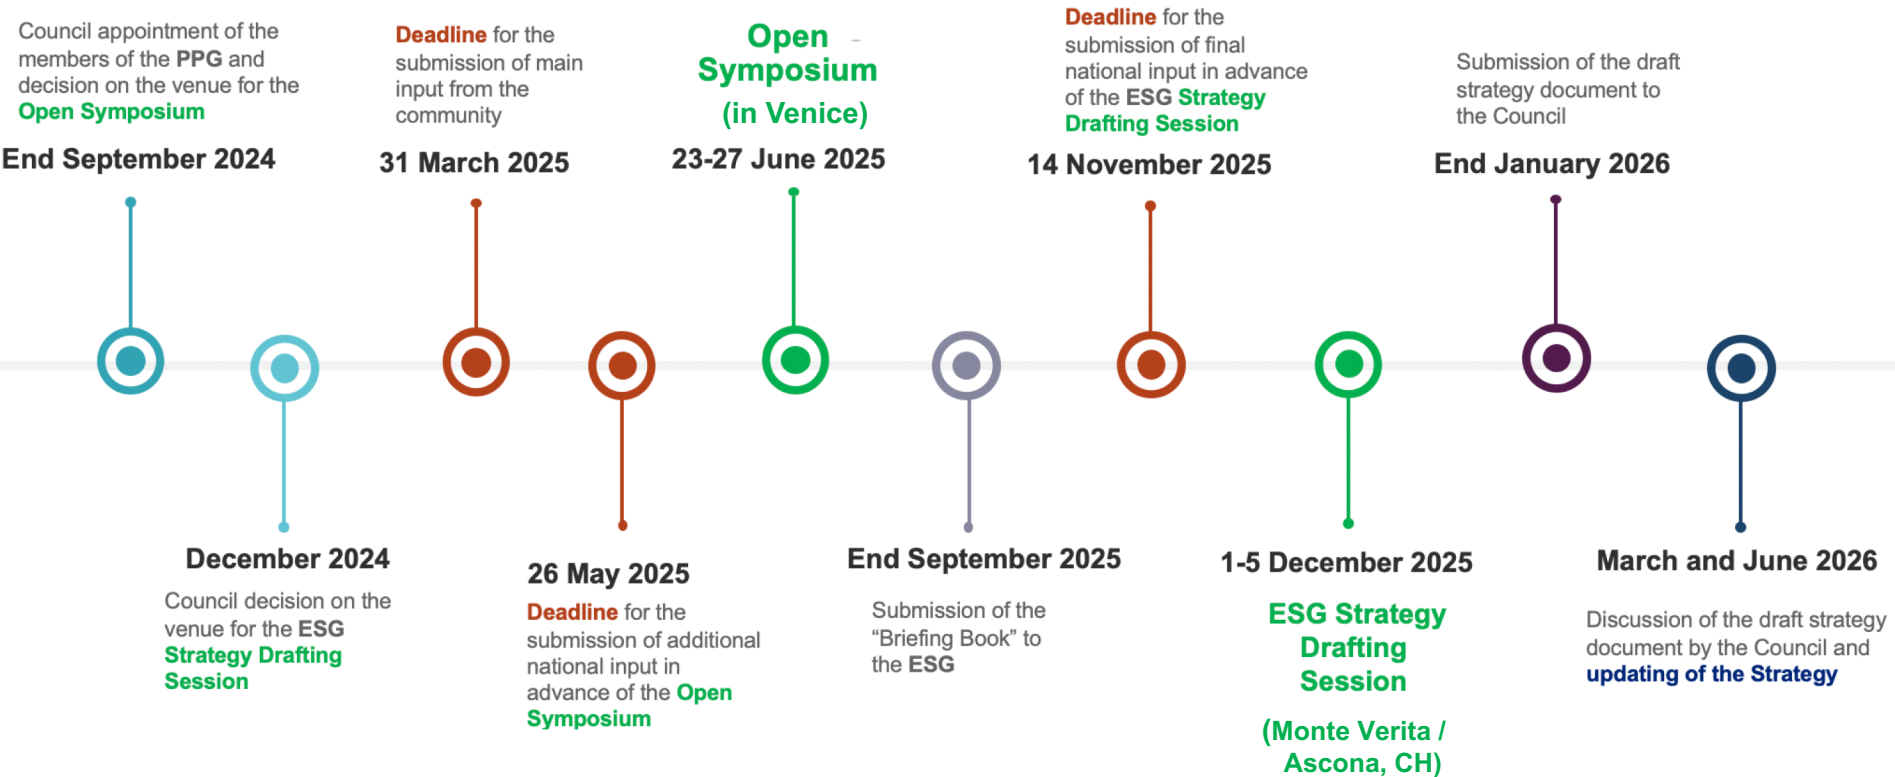 Council appointment of the
members of the PPG and
decision on the venue for the
Open Symposium
End September 2024
Deadline for the
submission of main
input from the
community
31 March 2025
Open
Symposium
(in Venice)
23-27 June 2025
Deadline for the
submission of final
national input in advance
of the ESG Strategy
Drafting Session
14 November 2025
Submission of the draft
strategy document to
the Council
End January 2026
December 2024
Council decision on the
venue for the ESG
Strategy Drafting
Session
26 May 2025
Deadline for the
submission of additional
national input in
advance of the Open
Symposium
End September 2025
Submission of the
“Briefing Book” to
the ESG
1-5 December 2025
ESG Strategy
Drafting
Session
(Monte Verita /
Ascona, CH)
March and June 2026
Discussion of the draft strategy
document by the Council and
updating of the Strategy